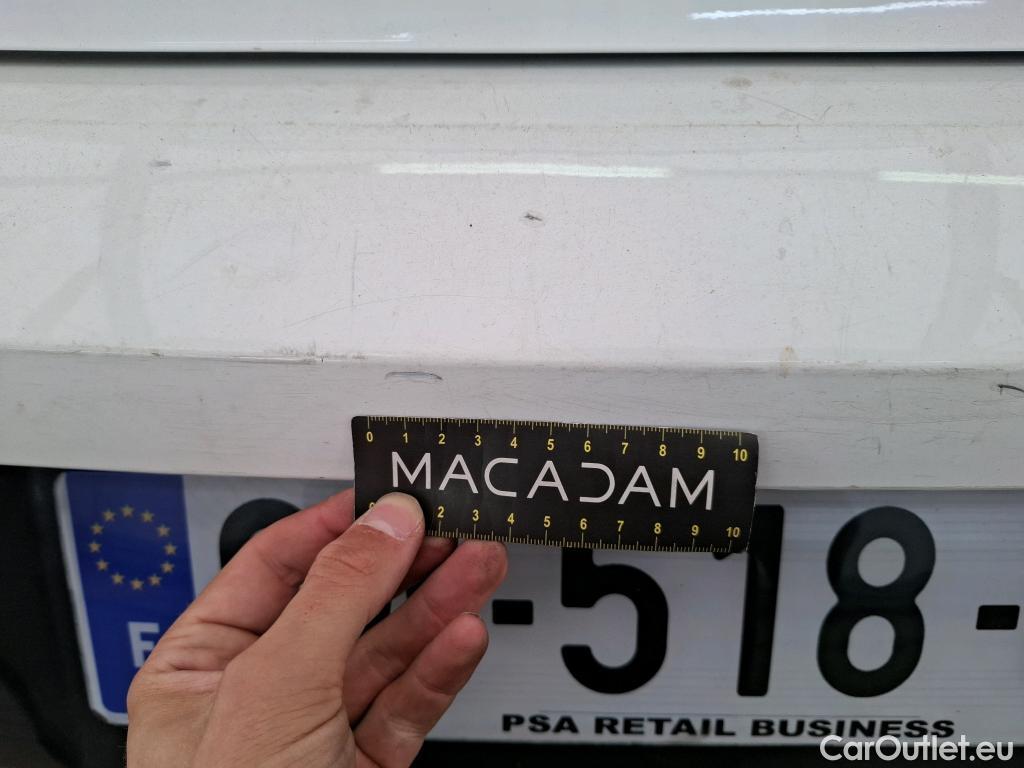 0 1 2 3 4 5 6 7 8 9 10
MACADAM
2 3 4 5 6 7 8 9 10
F
-518-
PSA RETAIL BUSINESS
CarOutlet.eu